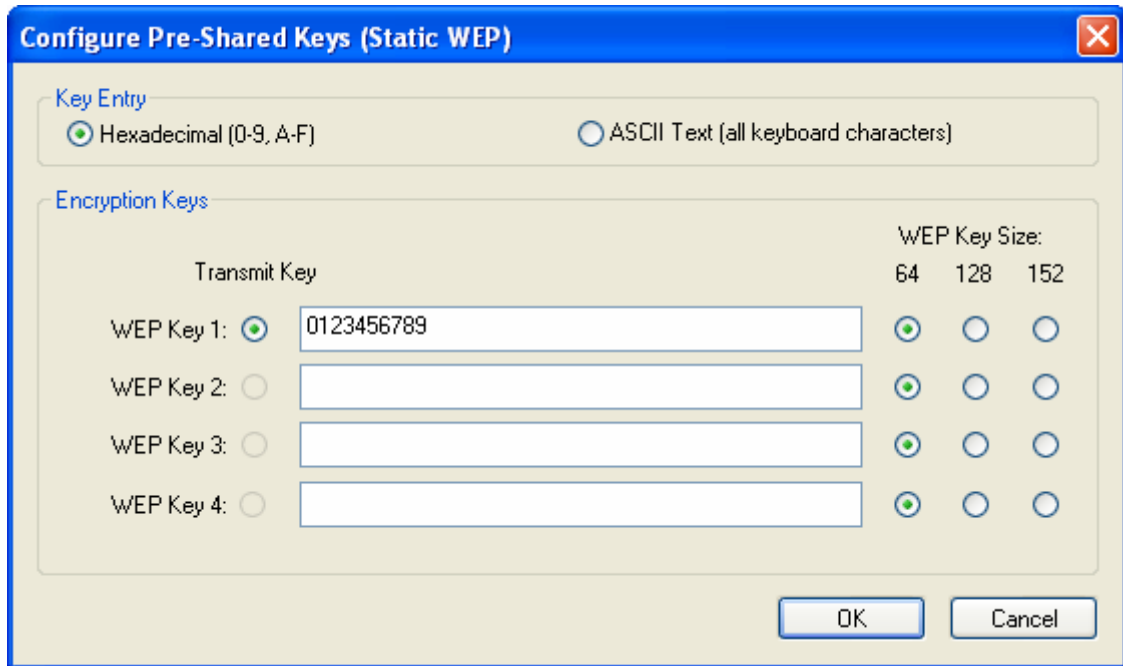 Configure Pre-Shared Keys (Static WEP)
Key Entry
Hexadecimal (0-9, A-F) ASCII Text (all keyboard characters)
Encryption Keys
WEP Key Size:
Transmit Key 64 128 152
WEP Key 1: 0123456789
WEP Key 2:
WEP Key 3:
WEP Key 4:
OK Cancel